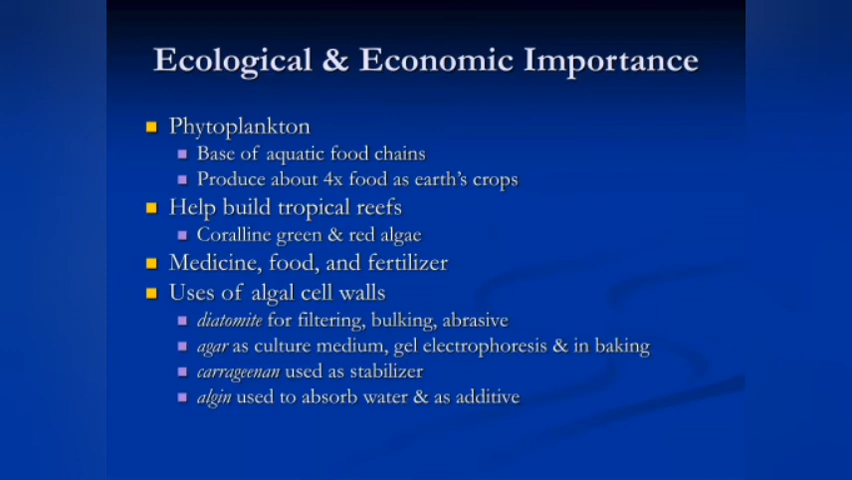 Ecological & Economic Importance
Phytoplankton
Base of aquatic food chains
Produce about 4x food as earth's crops
Help build tropical reefs
Coralline green & red algae
Medicine, food, and fertilizer
Uses of algal cell walls
diatomite for filtering, bulking, abrasive
agar as culture medium, gel electrophoresis & in baking
carrageenan used as stabilizer
algin used to absorb water & as additive